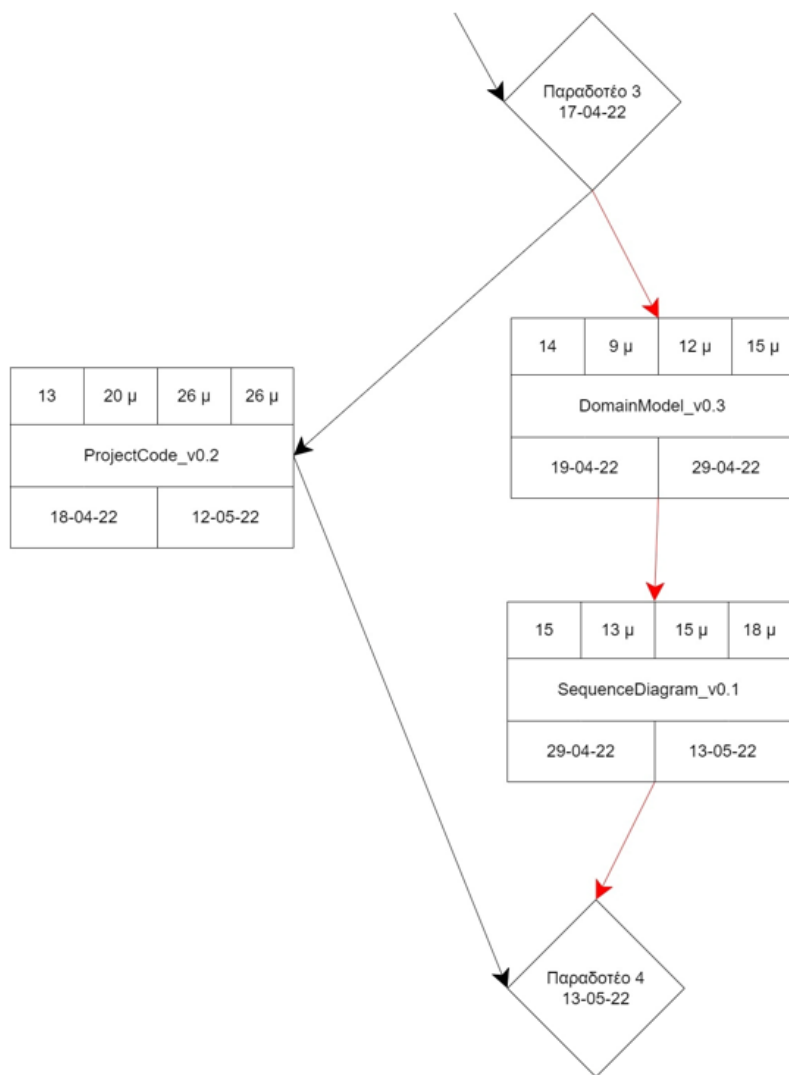 Παραδοτέο 3
17-04-22
14 9 μ 12 μ 15 μ
DomainModel_v0.3
19-04-22 29-04-22
13 20 μ 26 μ 26 μ
ProjectCode_v0.2
18-04-22 12-05-22
15 13 μ 15 μ 18 μ
SequenceDiagram_v0.1
29-04-22 13-05-22
Παραδοτέο 4
13-05-22